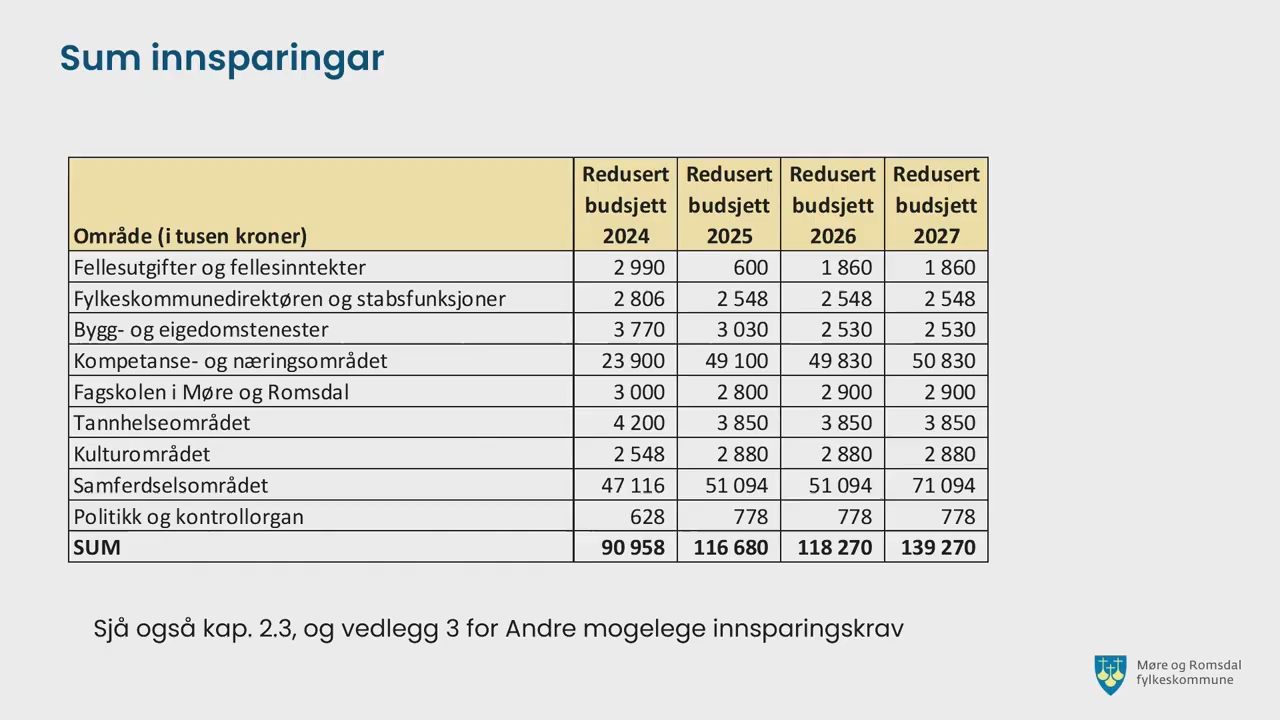 Sum innsparingar
Område (i tusen kroner) Redusert budsjett 2024 Redusert budsjett 2025 Redusert budsjett 2026 Redusert budsjett 2027
Fellesutgifter og fellesinntekter 2 990 600 1 860 1 860
Fylkeskommunedirektøren og stabsfunksjoner 2 806 2 548 2 548 2 548
Bygg- og eigedomstenester 3 770 3 030 2 530 2 530
Kompetanse- og næringsområdet 23 900 49 100 49 830 50 830
Fagskolen i Møre og Romsdal 3 000 2 800 2 900 2 900
Tannhelseområdet 4 200 3 850 3 850 3 850
Kulturområdet 2 548 2 880 2 880 2 880
Samferdselsområdet 47 116 51 094 51 094 71 094
Politikk og kontrollorgan 628 778 778 778
SUM 90 958 116 680 118 270 139 270
Sjå også kap. 2.3, og vedlegg 3 for Andre mogelege innsparingskrav
Møre og Romsdal
fylkeskommune